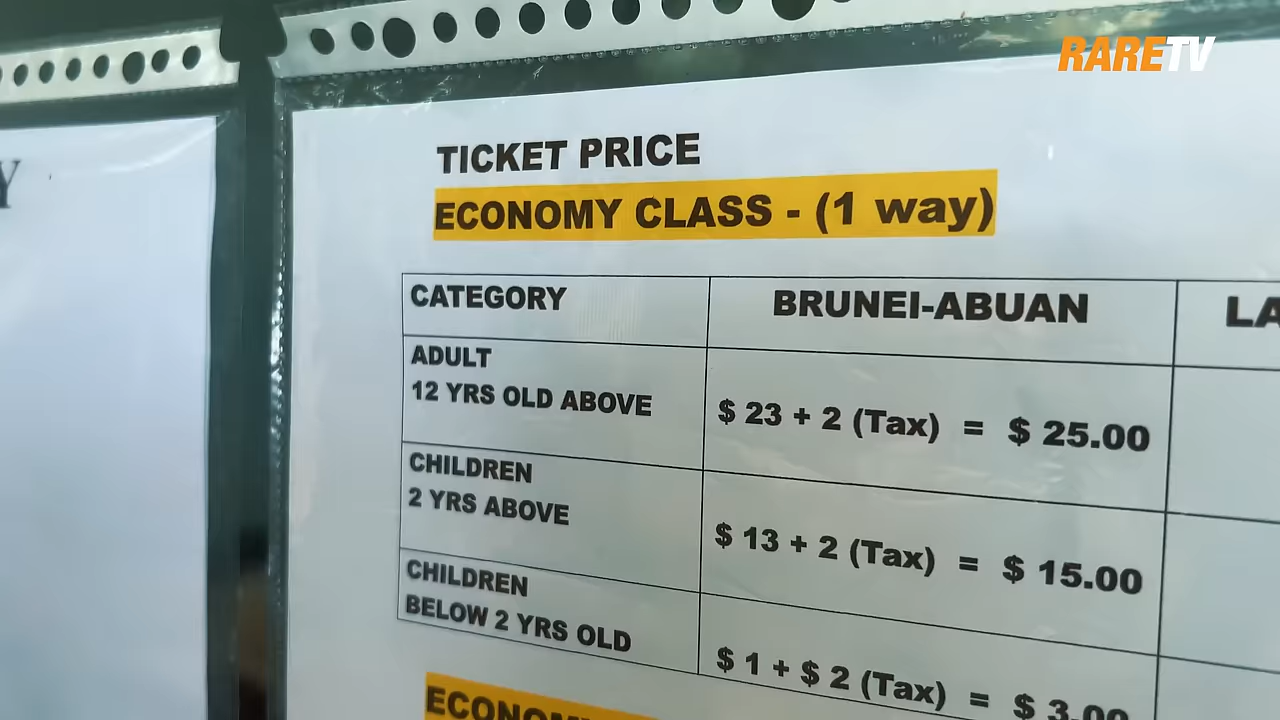 RARETV
Y
TICKET PRICE
ECONOMY CLASS - (1 way)
CATEGORY
BRUNEI-ABUAN
LA
ADULT
12 YRS OLD ABOVE
$ 23 + 2 (Tax) = $ 25.00
CHILDREN
2 YRS ABOVE
$ 13 + 2 (Tax) = $ 15.00
CHILDREN
BELOW 2 YRS OLD
$ 1 + $ 2 (Tax) = $ 3.00
ECONOMY